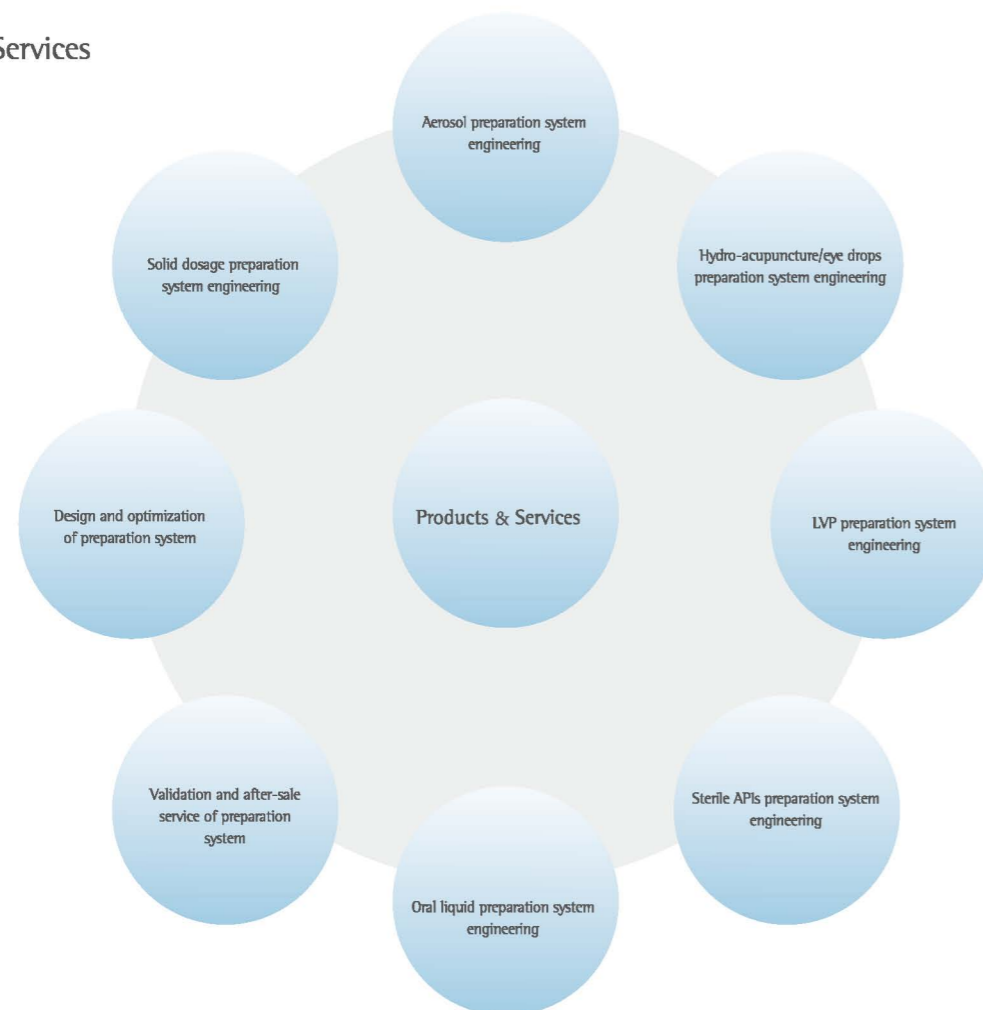 Services
Aerosol preparation system
engineering
Hydro-acupuncture/eye drops
preparation system engineering
Solid dosage preparation
system engineering
Design and optimization
of preparation system
Products & Services
LVP preparation system
engineering
Validation and after-sale
service of preparation
system
Sterile APIs preparation system
engineering
Oral liquid preparation system
engineering